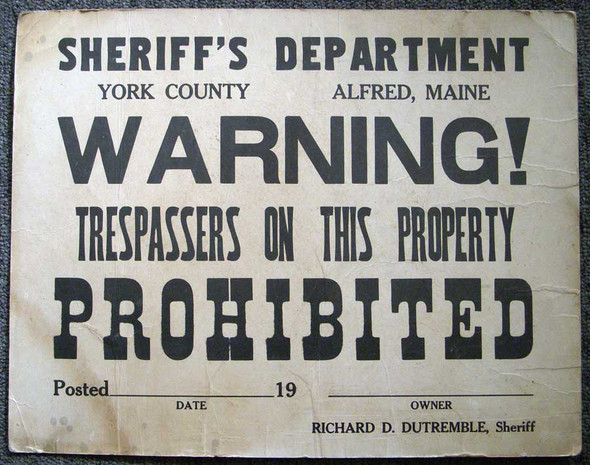 SHERIFF'S DEPARTMENT
YORK COUNTY ALFRED, MAINE
WARNING!
TRESPASSERS ON THIS PROPERTY
PROHIBITED
Posted 19
DATE OWNER
RICHARD D. DUTREMBLE, Sheriff